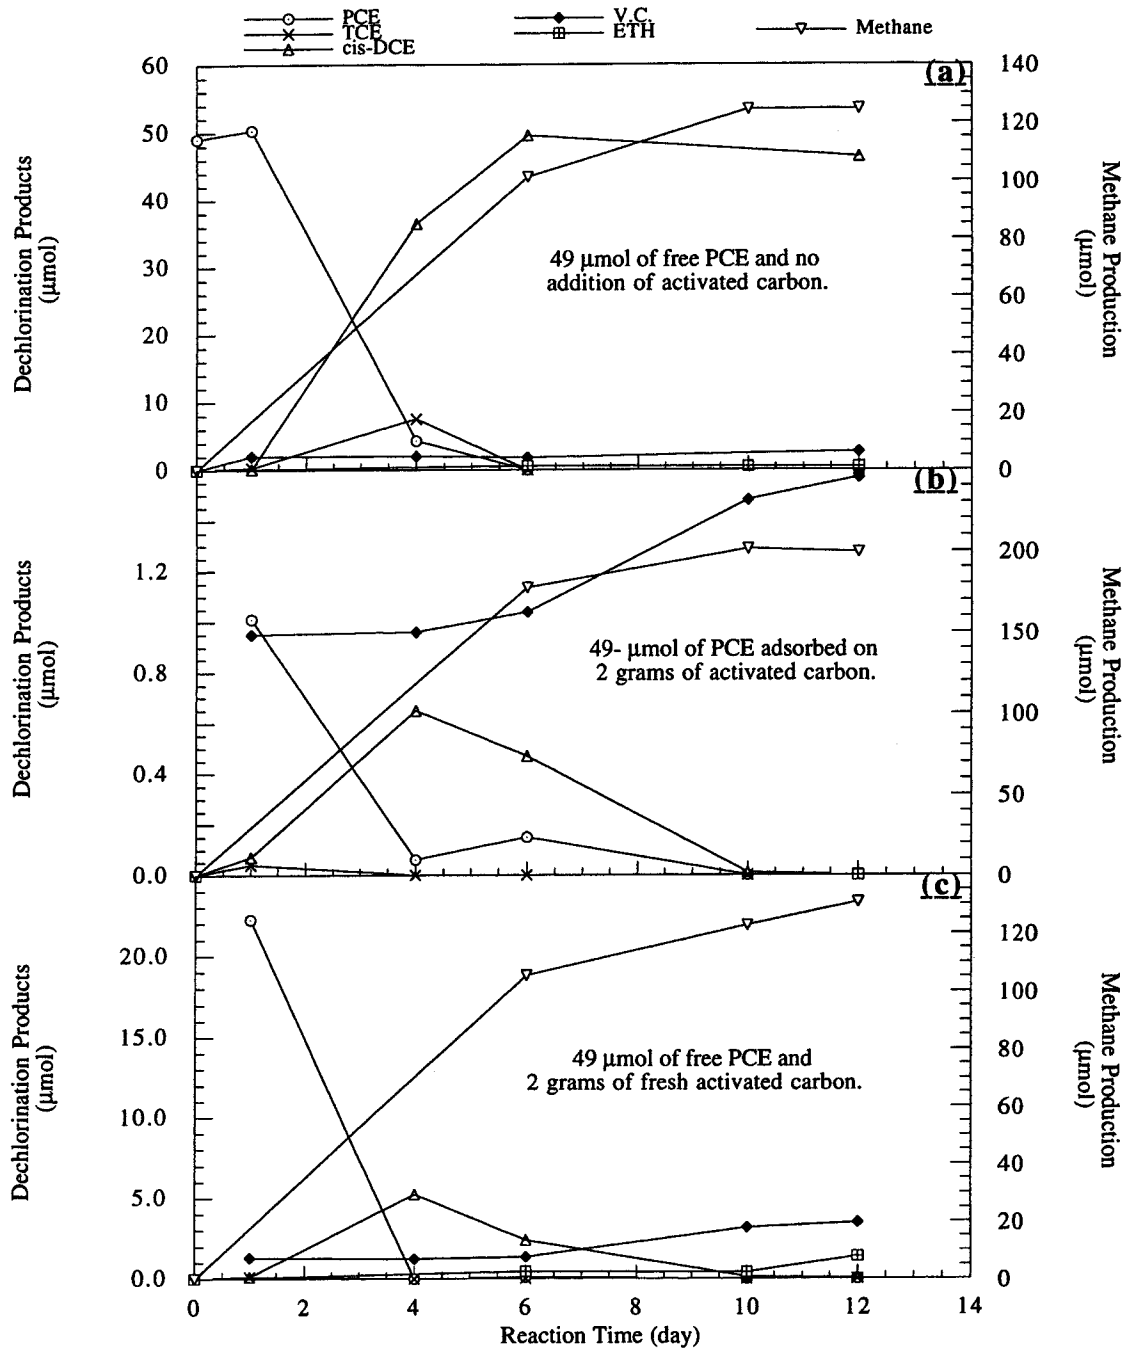 PCE
TCE
cis-DCE
V.C.
ETH
Methane
(a)
60
50
40
30
20
10
0
Dechlorination Products
(µmol)
140
120
100
80
60
40
20
0
Methane Production
(µmol)
49 µmol of free PCE and no
addition of activated carbon.
(b)
1.2
0.8
0.4
0.0
Dechlorination Products
(µmol)
200
150
100
50
0
Methane Production
(µmol)
49- µmol of PCE adsorbed on
2 grams of activated carbon.
(c)
20.0
15.0
10.0
5.0
0.0
Dechlorination Products
(µmol)
120
100
80
60
40
20
0
Methane Production
(µmol)
49 µmol of free PCE and
2 grams of fresh activated carbon.
0 2 4 6 8 10 12 14
Reaction Time (day)